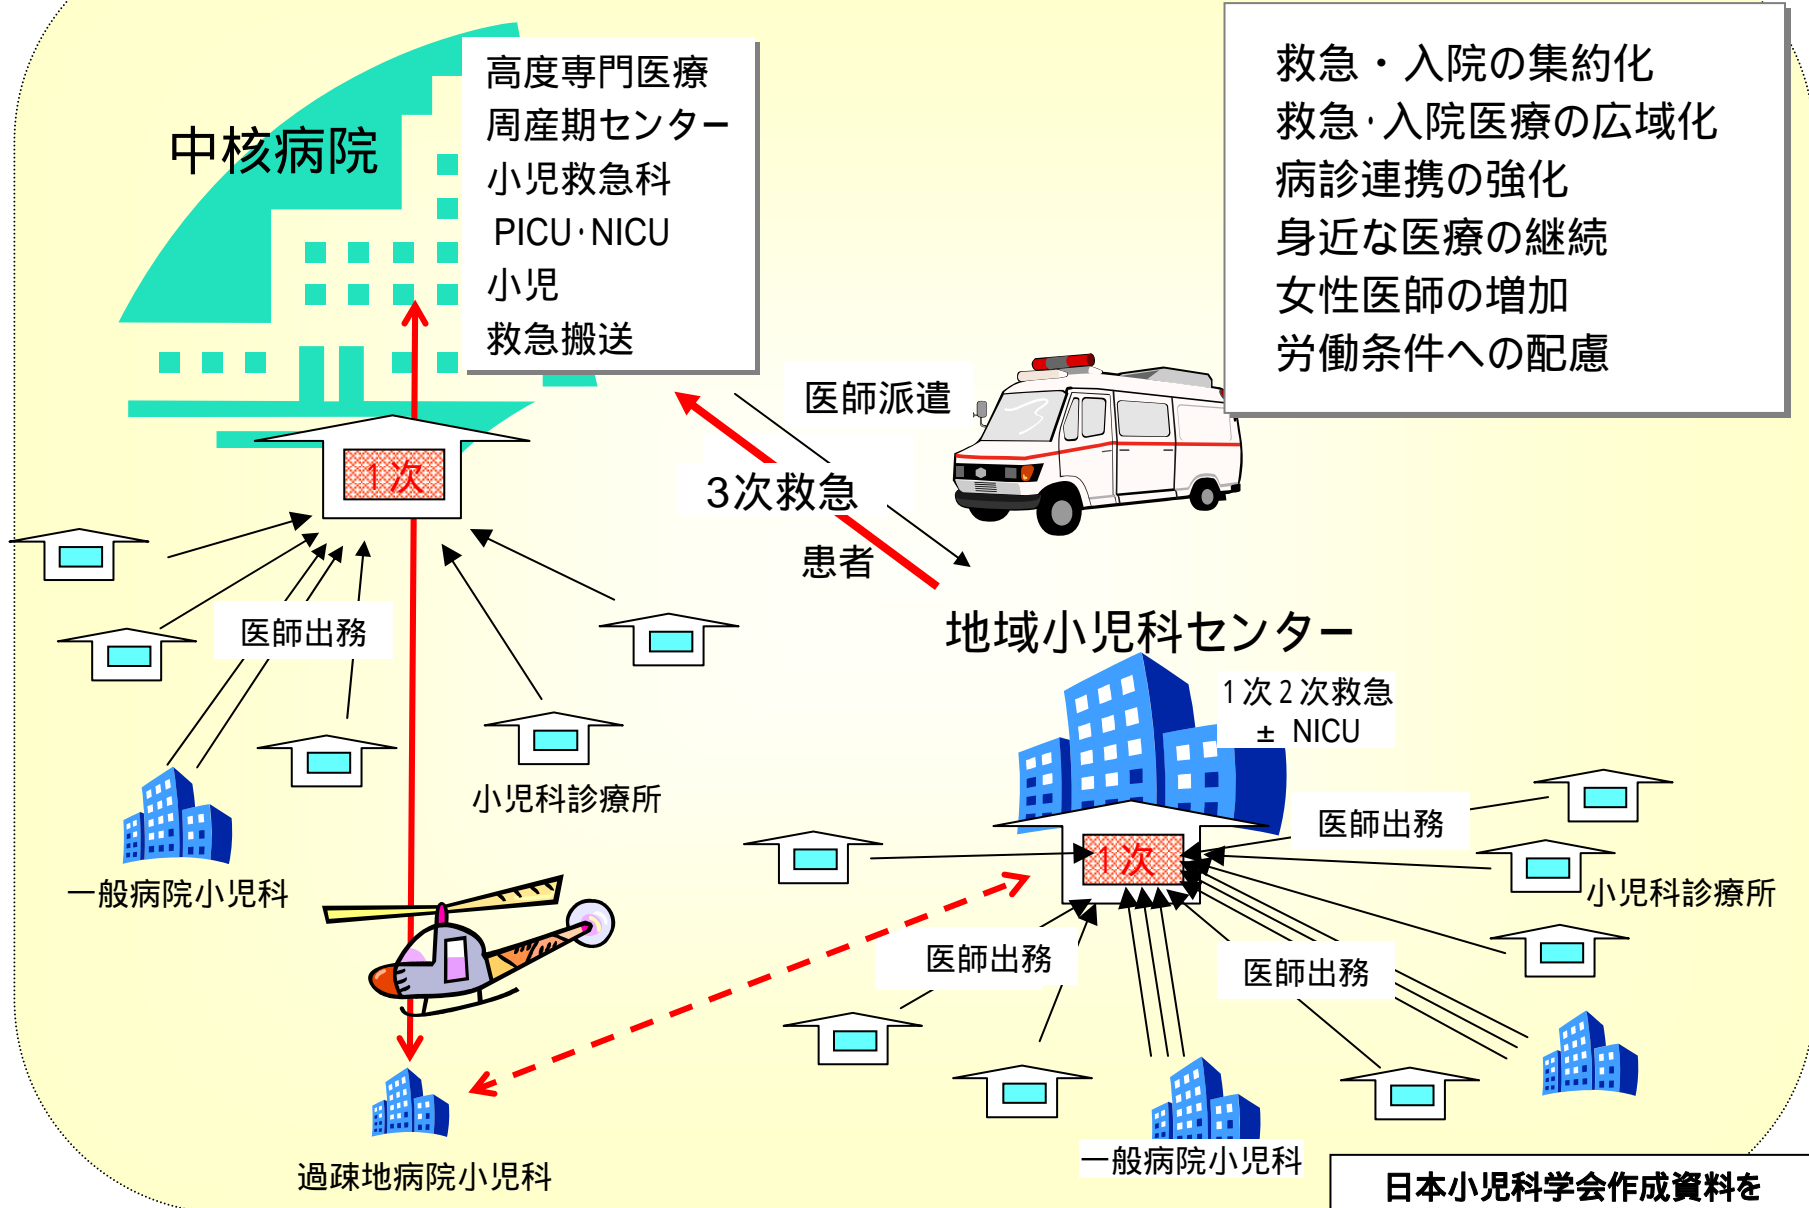 中核病院
高度専門医療
周産期センター
小児救急科
PICU・NICU
小児
救急搬送
救急・入院の集約化
救急・入院医療の広域化
病診連携の強化
身近な医療の継続
女性医師の増加
労働条件への配慮
医師派遣
3次救急
患者
1次
医師出務
小児科診療所
一般病院小児科
地域小児科センター
1次2次救急
± NICU
1次
医師出務
小児科診療所
医師出務
医師出務
一般病院小児科
過疎地病院小児科
日本小児科学会作成資料を